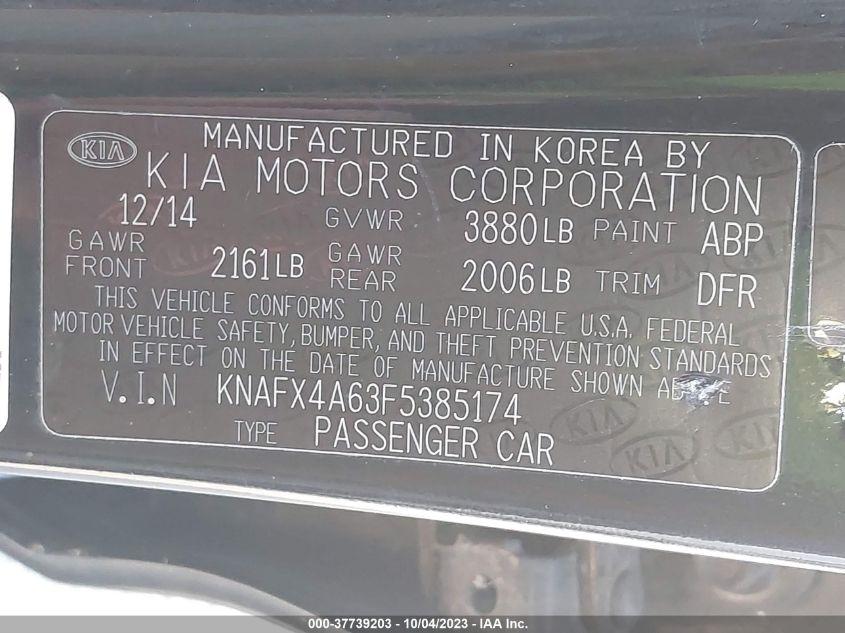 KIA MANUFACTURED IN KOREA BY
KIA MOTORS CORPORATION
12/14 GVWR 3880LB PAINT ABP
GAWR FRONT 2161LB GAWR REAR 2006LB TRIM DFR
THIS VEHICLE CONFORMS TO ALL APPLICABLE U.S.A. FEDERAL
MOTOR VEHICLE SAFETY, BUMPER, AND THEFT PREVENTION STANDARDS
IN EFFECT ON THE DATE OF MANUFACTURE SHOWN
V.I.N KNAFX4A63F5385174
TYPE PASSENGER CAR
000-37739203 - 10/04/2023 - IAA Inc.